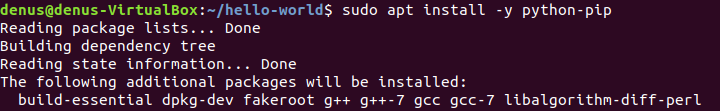 denus@denus-VirtualBox:~/hello-world$ sudo apt install -y python-pip
Reading package lists... Done
Building dependency tree
Reading state information... Done
The following additional packages will be installed:
  build-essential dpkg-dev fakeroot g++ g++-7 gcc gcc-7 libalgorithm-diff-perl